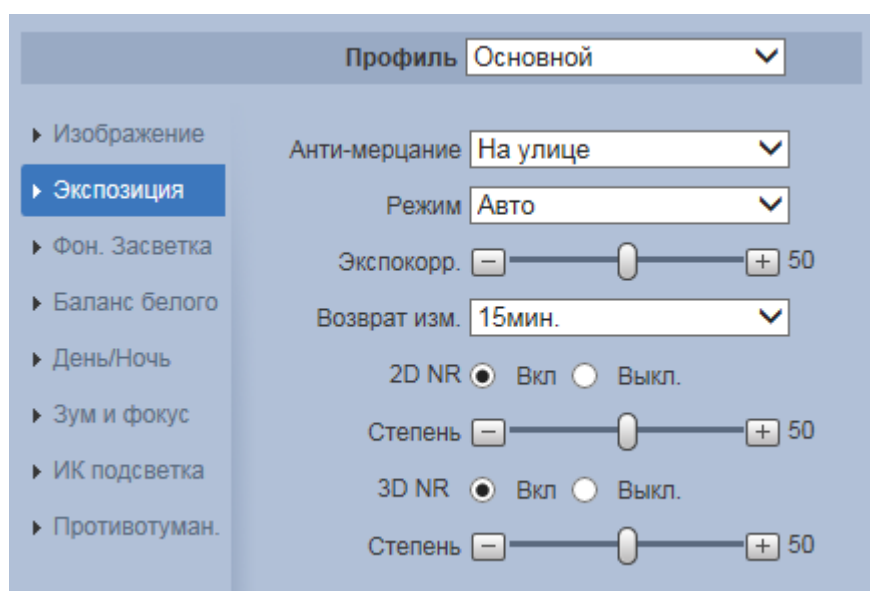 Профиль Основной
Изображение
Экспозиция
Фон. Засветка
Баланс белого
День/Ночь
Зум и фокус
ИК подсветка
Противотуман.
Анти-мерцание На улице
Режим Авто
Экспокорр. 50
Возврат изм. 15мин.
2D NR Вкл Выкл.
Степень 50
3D NR Вкл Выкл.
Степень 50